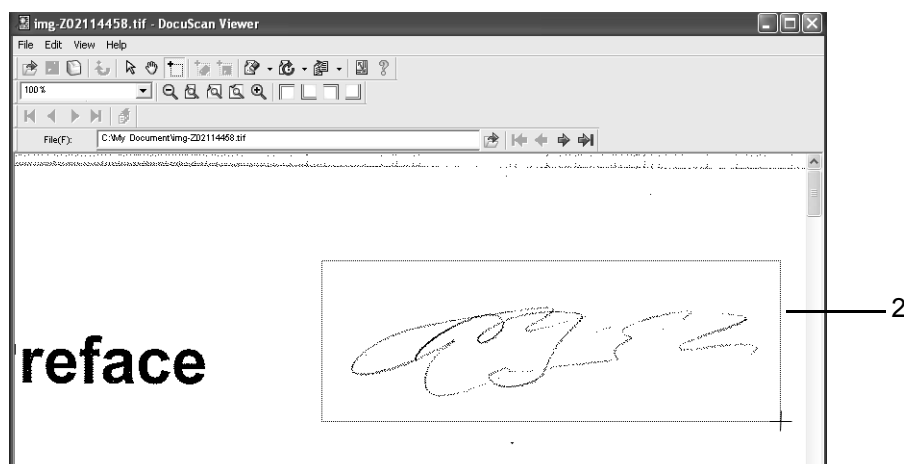 img-Z02114458.tif - DocuScan Viewer
File Edit View Help
100%
File(F): C:\My Document\img-Z02114458.tif
reface
2